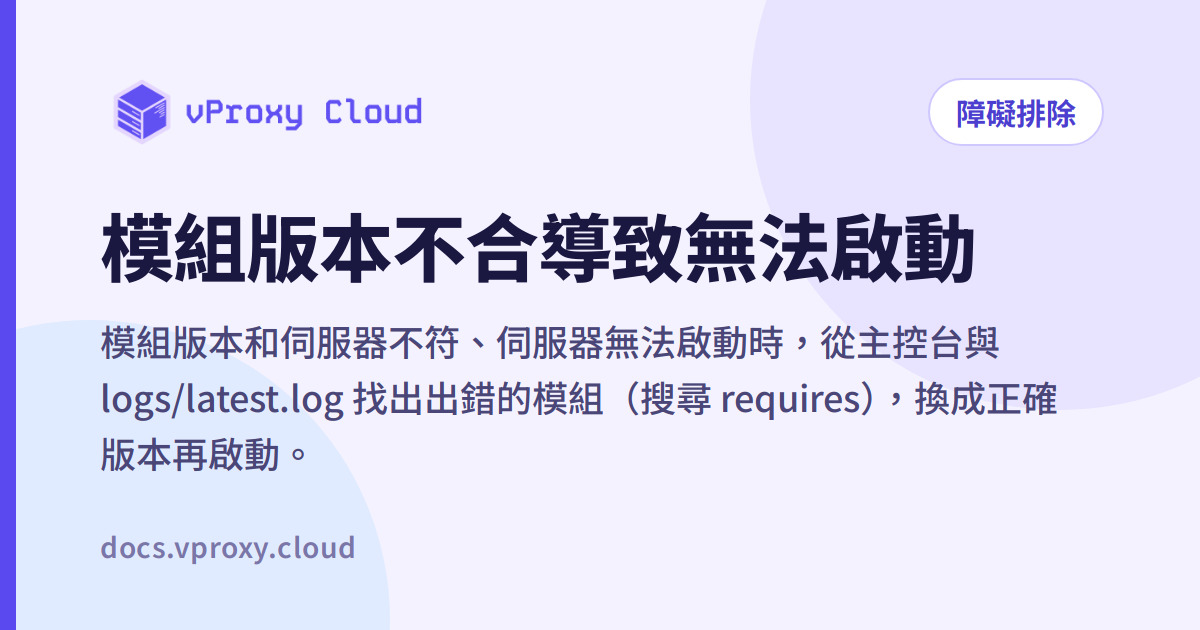 vProxy Cloud
障礙排除
模組版本不合導致無法啟動
模組版本和伺服器不符、伺服器無法啟動時，從主控台與
logs/latest.log 找出出錯的模組（搜尋 requires），換成正確
版本再啟動。
docs.vproxy.cloud